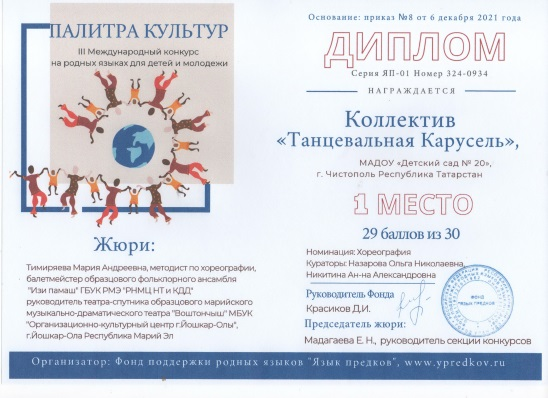 ПАЛИТРА КУЛЬТУР
III Международный конкурс
на родных языках для детей и молодежи
Жюри:
Тимиряева Мария Андреевна, методист по хореографии,
балетмейстер образцового фольклорного ансамбля
"Изи памаш" ГБУК РМЭ "РНМЦ НТ и КДД"
руководитель театра-спутника образцового марийского
музыкально-драматического театра "Воштончыш" МБУК
"Организационно-культурный центр г.Йошкар-Олы",
г.Йошкар-Ола Республика Марий Эл
Основание: приказ №8 от 6 декабря 2021 года
ДИПЛОМ
Серия ЯП-01 Номер 324-0934
НАГРАЖДАЕТСЯ
Коллектив
«Танцевальная Карусель»,
МАДОУ «Детский сад № 20»,
г. Чистополь Республика Татарстан
1 МЕСТО
29 баллов из 30
Номинация: Хореография
Кураторы: Назарова Ольга Николаевна,
Никитина Ан-на Александровна
Руководитель Фонда
Красиков Д.И.
Председатель жюри:
Мадагаева Е. Н., руководитель секции конкурсов
ФОНД
"ЯЗЫК ПРЕДКОВ"
Организатор: Фонд поддержки родных языков "Язык предков", www.ypredkov.ru